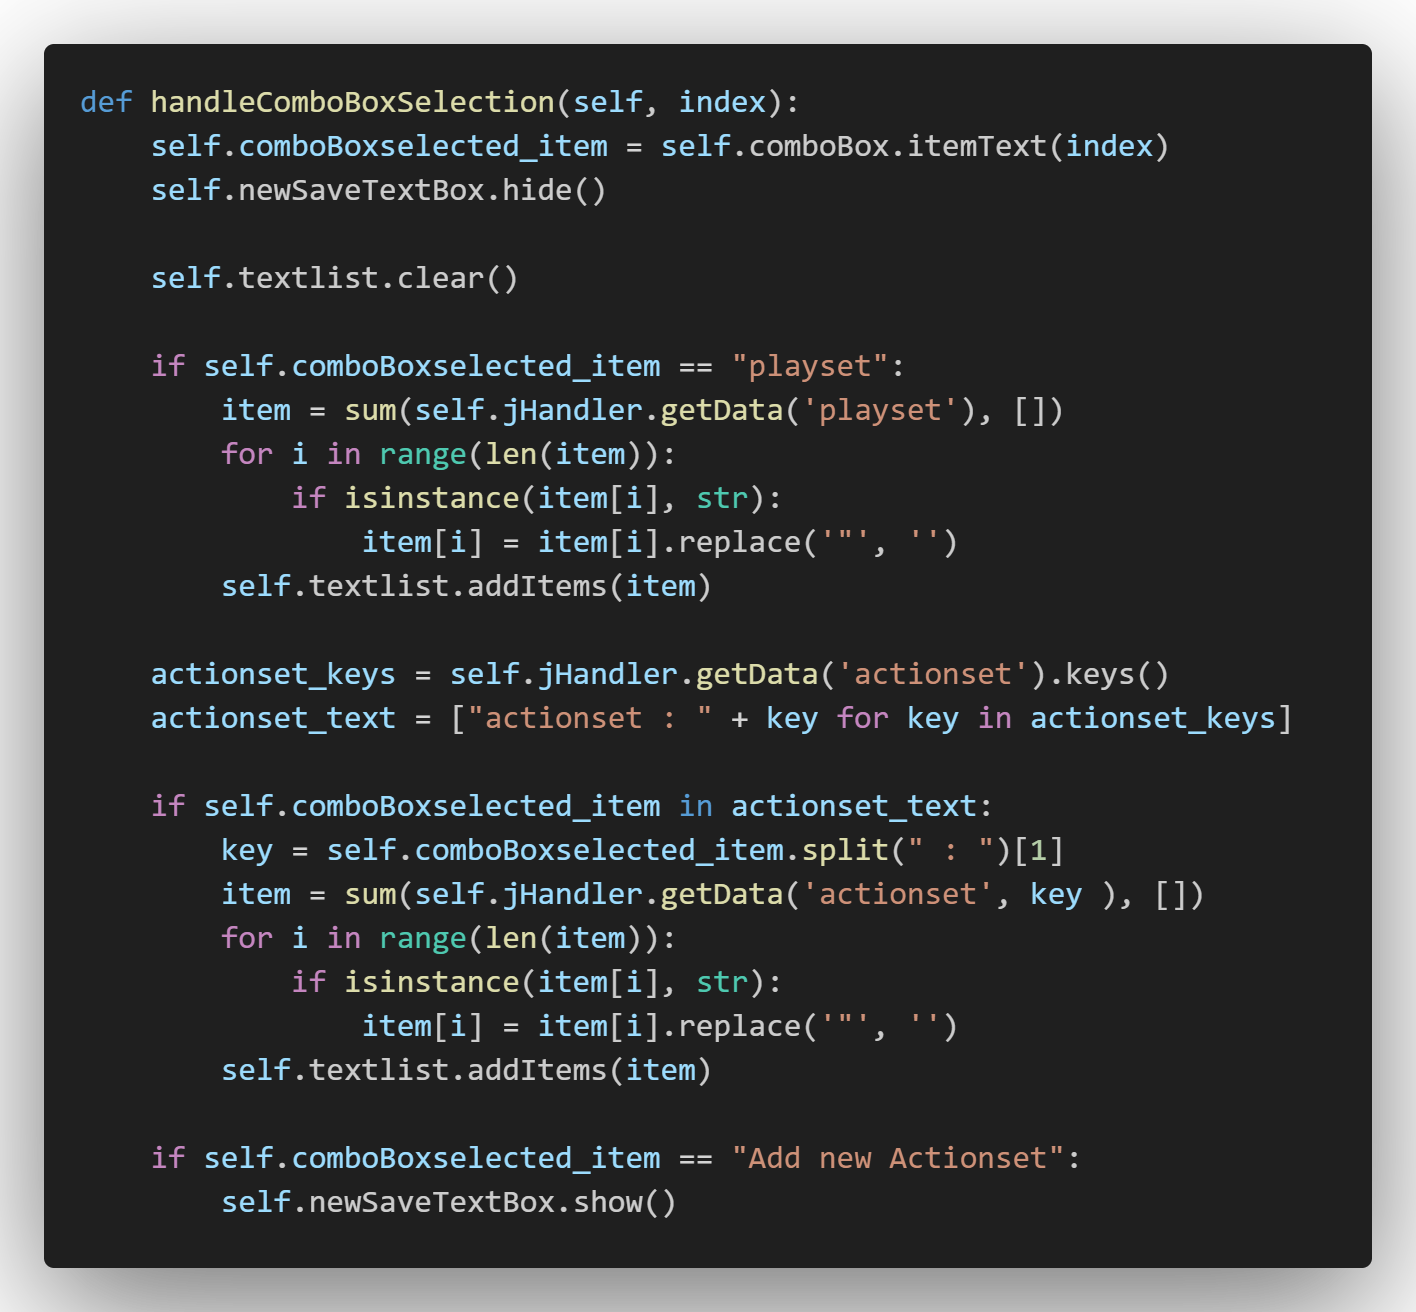 def handleComboBoxSelection(self, index):
    self.comboBoxselected_item = self.comboBox.itemText(index)
    self.newSaveTextBox.hide()

    self.textlist.clear()

    if self.comboBoxselected_item == "playset":
        item = sum(self.jHandler.getData('playset'), [])
        for i in range(len(item)):
            if isinstance(item[i], str):
                item[i] = item[i].replace('"', '')
        self.textlist.addItems(item)

    actionset_keys = self.jHandler.getData('actionset').keys()
    actionset_text = ["actionset : " + key for key in actionset_keys]

    if self.comboBoxselected_item in actionset_text:
        key = self.comboBoxselected_item.split(" : ")[1]
        item = sum(self.jHandler.getData('actionset', key ), [])
        for i in range(len(item)):
            if isinstance(item[i], str):
                item[i] = item[i].replace('"', '')
        self.textlist.addItems(item)

    if self.comboBoxselected_item == "Add new Actionset":
        self.newSaveTextBox.show()